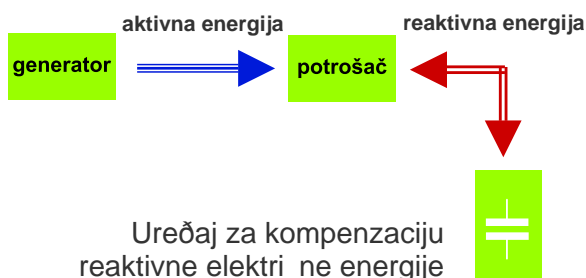 aktivna energija
reaktivna energija
generator
potrošač
Uređaj za kompenzaciju
reaktivne elektri ne energije